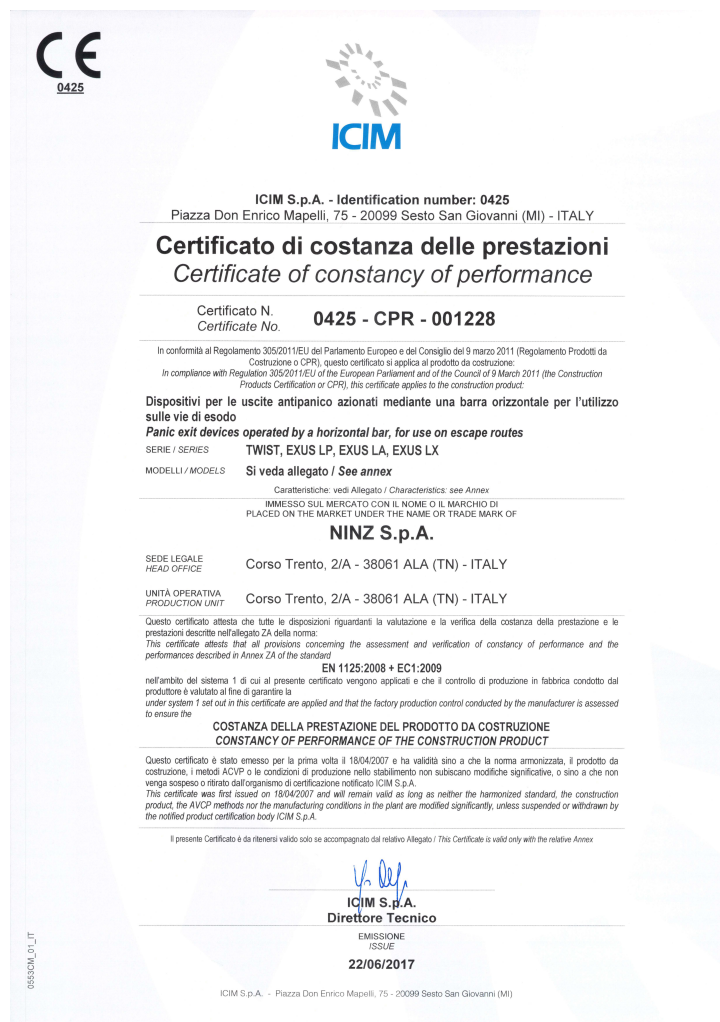 CE
0425
ICIM
ICIM S.p.A. - Identification number: 0425
Piazza Don Enrico Mapelli, 75 - 20099 Sesto San Giovanni (MI) - ITALY
Certificato di costanza delle prestazioni
Certificate of constancy of performance
Certificato N.
Certificate No.
0425 - CPR - 001228
In conformità al Regolamento 305/2011/EU del Parlamento Europeo e del Consiglio del 9 marzo 2011 (Regolamento Prodotti da
Costruzione o CPR), questo certificato si applica al prodotto da costruzione:
In compliance with Regulation 305/2011/EU of the European Parliament and of the Council of 9 March 2011 (the Construction
Products Certification or CPR), this certificate applies to the construction product:
Dispositivi per le uscite antipanico azionati mediante una barra orizzontale per l'utilizzo
sulle vie di esodo
Panic exit devices operated by a horizontal bar, for use on escape routes
SERIE / SERIES TWIST, EXUS LP, EXUS LA, EXUS LX
MODELLI / MODELS Si veda allegato / See annex
Caratteristiche: vedi Allegato / Characteristics: see Annex
IMMESSO SUL MERCATO CON IL NOME O IL MARCHIO DI
PLACED ON THE MARKET UNDER THE NAME OR TRADE MARK OF
NINZ S.p.A.
SEDE LEGALE
HEAD OFFICE
Corso Trento, 2/A - 38061 ALA (TN) - ITALY
UNITÀ OPERATIVA
PRODUCTION UNIT
Corso Trento, 2/A - 38061 ALA (TN) - ITALY
Questo certificato attesta che tutte le disposizioni riguardanti la valutazione e la verifica della costanza della prestazione e le
prestazioni descritte nell'allegato ZA della norma:
This certificate attests that all provisions concerning the assessment and verification of constancy of performance and the
performances described in Annex ZA of the standard
EN 1125:2008 + EC1:2009
nell'ambito del sistema 1 di cui al presente certificato vengono applicati e che il controllo di produzione in fabbrica condotto dal
produttore è valutato al fine di garantire la
under system 1 set out in this certificate are applied and that the factory production control conducted by the manufacturer is assessed
to ensure the
COSTANZA DELLA PRESTAZIONE DEL PRODOTTO DA COSTRUZIONE
CONSTANCY OF PERFORMANCE OF THE CONSTRUCTION PRODUCT
Questo certificato è stato emesso per la prima volta il 18/04/2007 e ha validità sino a che la norma armonizzata, il prodotto da
costruzione, i metodi ACVP o le condizioni di produzione nello stabilimento non subiscano modifiche significative, o sino a che non
venga sospeso o ritirato dall'organismo di certificazione notificato ICIM S.p.A.
This certificate was first issued on 18/04/2007 and will remain valid as long as neither the harmonized standard, the construction
product, the AVCP methods nor the manufacturing conditions in the plant are modified significantly, unless suspended or withdrawn by
the notified product certification body ICIM S.p.A.
Il presente Certificato è da ritenersi valido solo se accompagnato dal relativo Allegato / This Certificate is valid only with the relative Annex
ICIM S.p.A.
Direttore Tecnico
EMISSIONE
ISSUE
22/06/2017
0553CM_01_IT
ICIM S.p.A. - Piazza Don Enrico Mapelli, 75 - 20099 Sesto San Giovanni (MI)